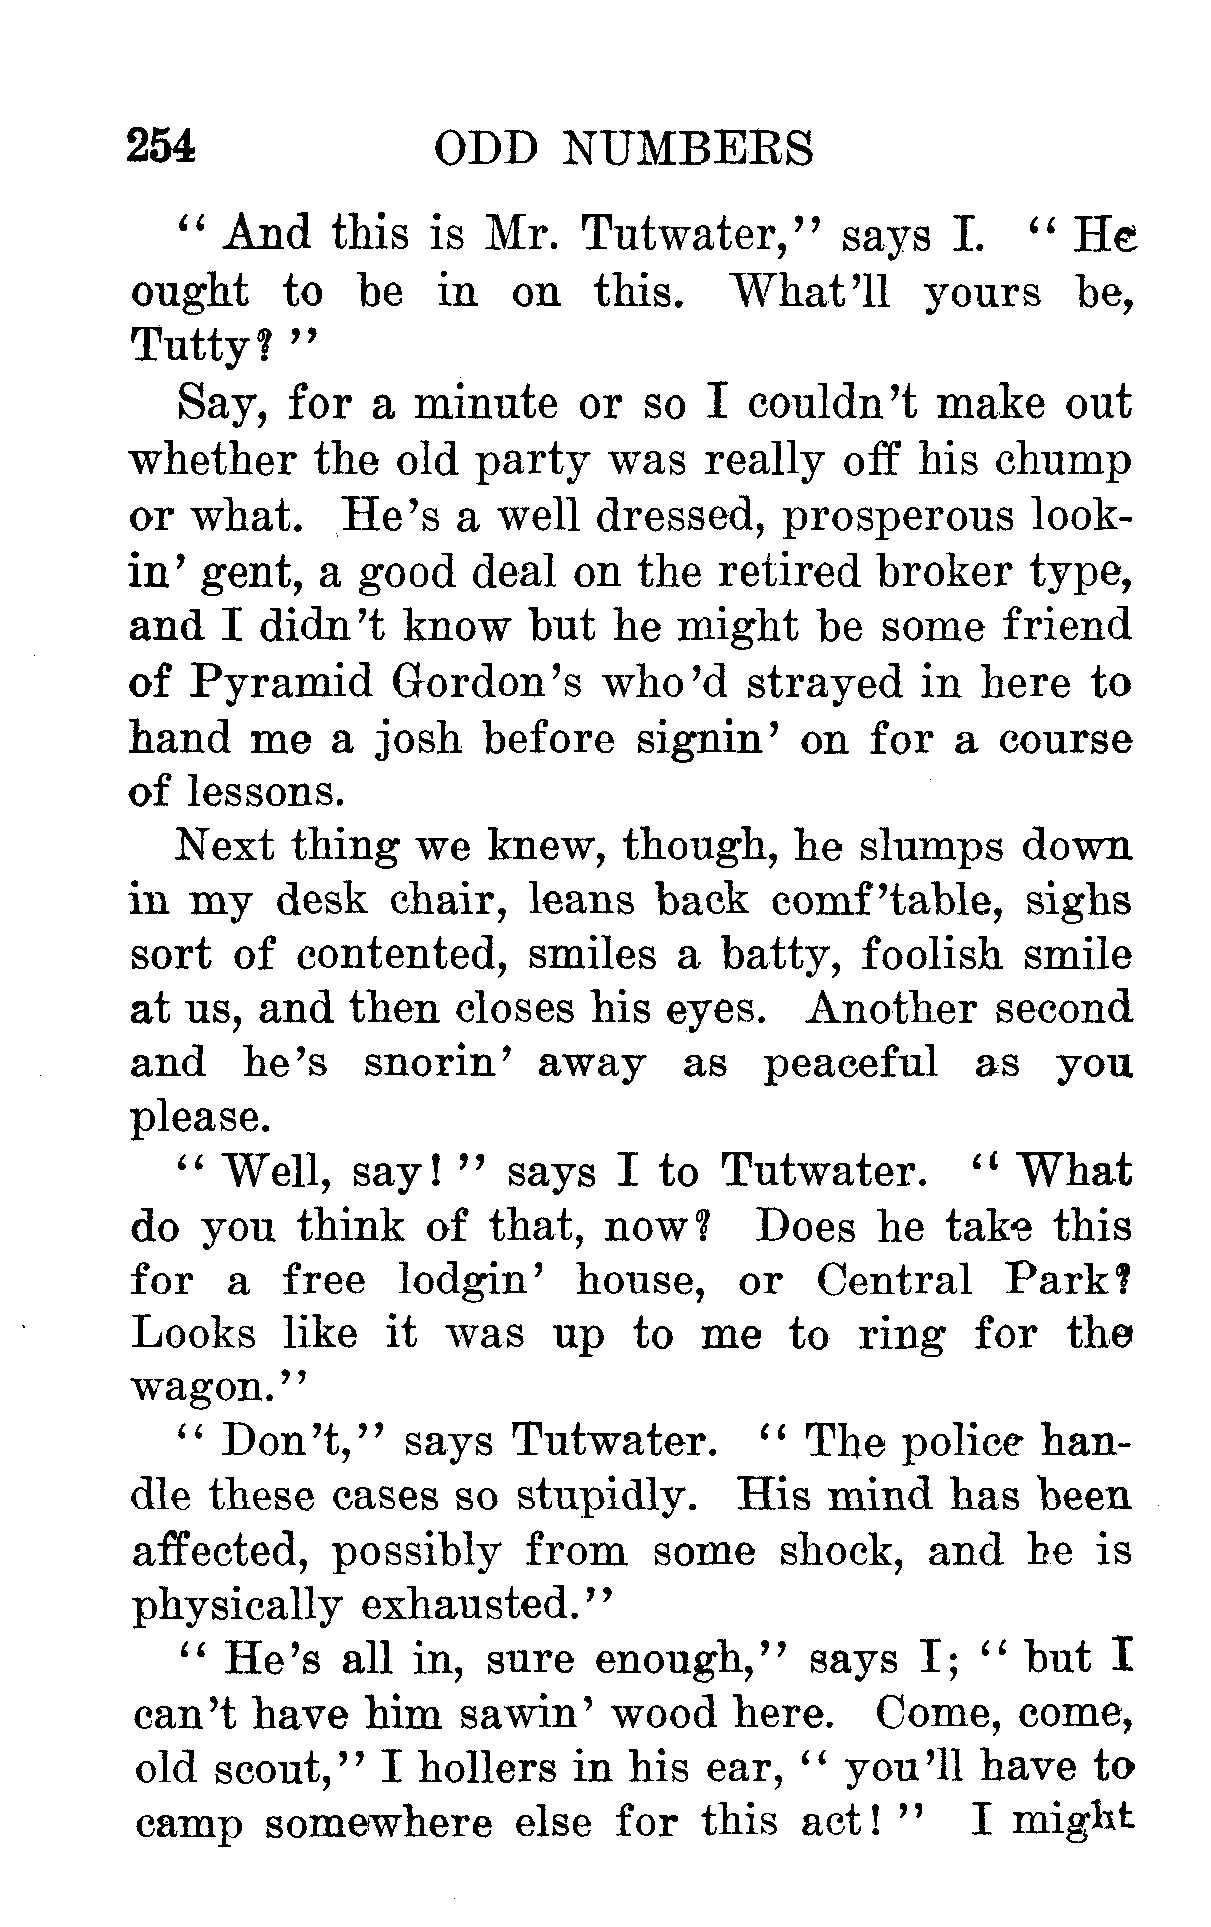 254 ODD NUMBERS
“ And this is Mr. Tutwater,” says I. “ He
ought to be in on this. What’ll yours be,
Tutty? ”
Say, for a minute or so I couldn’t make out
whether the old party was really off his chump
or what. He’s a well dressed, prosperous look-
in’ gent, a good deal on the retired broker type,
and I didn’t know but he might be some friend
of Pyramid Gordon’s who’d strayed in here to
hand me a josh before signin’ on for a course
of lessons.
Next thing we knew, though, he slumps down
in my desk chair, leans back comf’table, sighs
sort of contented, smiles a batty, foolish smile
at us, and then closes his eyes. Another second
and he’s snorin’ away as peaceful as you
please.
“ Well, say! ” says I to Tutwater. “ What
do you think of that, now? Does he take this
for a free lodgin’ house, or Central Park?
Looks like it was up to me to ring for the
wagon.”
“ Don’t,” says Tutwater. “ The police han-
dle these cases so stupidly. His mind has been
affected, possibly from some shock, and he is
physically exhausted.”
“ He’s all in, sure enough,” says I; “ but I
can’t have him sawin’ wood here. Come, come,
old scout,” I hollers in his ear, “ you’ll have to
camp somewhere else for this act! ” I might